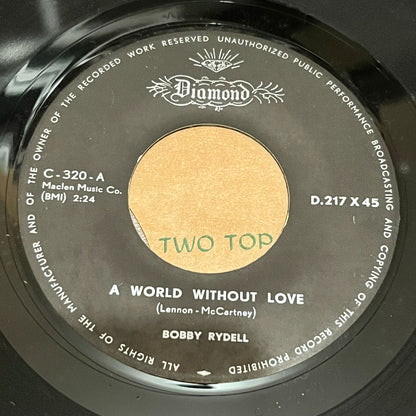 ALL RIGHTS OF THE MANUFACTURER AND OF THE OWNER OF THE RECORDED WORK RESERVED UNAUTHORIZED PUBLIC PERFORMANCE BROADCASTING AND COPYING OF THIS RECORD PROHIBITED
Diamond
C-320-A
Maclen Music Co.
(BMI) 2:24
D.217 X 45
TWO TOP
A WORLD WITHOUT LOVE
(Lennon - McCartney)
BOBBY RYDELL